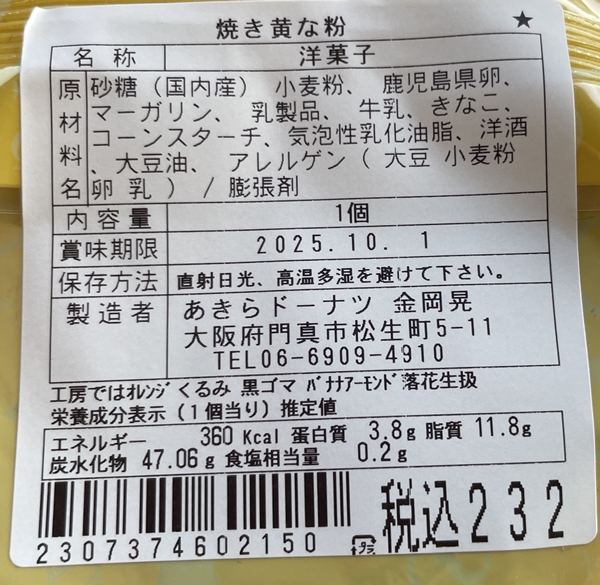 焼き黄な粉 ★
名称 洋菓子
原材料名 砂糖（国内産） 小麦粉、 鹿児島県卵、
マーガリン、 乳製品、 牛乳、きなこ、
コーンスターチ、気泡性乳化油脂、洋酒
、大豆油、 アレルゲン（ 大豆 小麦粉
卵 乳 ） / 膨張剤
内容量 1個
賞味期限 2025.10. 1
保存方法 直射日光、高温多湿を避けて下さい。
製造者 あきらドーナツ 金岡晃
大阪府門真市松生町5-11
TEL06-6909-4910
工房ではｵﾚﾝｼﾞ くるみ 黒ゴマ ﾊﾞﾅﾅｱｰﾓﾝﾄﾞ 落花生扱
栄養成分表示（１個当り）推定値
エネルギー 360 Kcal 蛋白質 3.8g 脂質 11.8g
炭水化物 47.06g 食塩相当量 0.2g
2307374602150
プラ
税込232